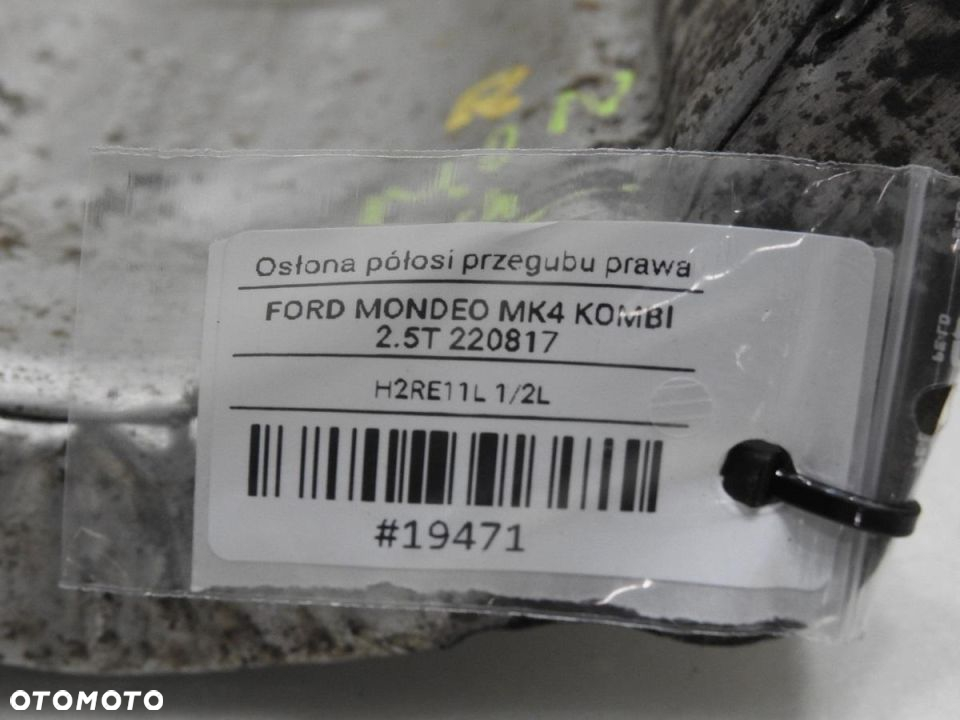 R
Osłona półosi przegubu prawa
FORD MONDEO MK4 KOMBI
2.5T 220817
H2RE11L 1/2L
#19471
OTOMOTO